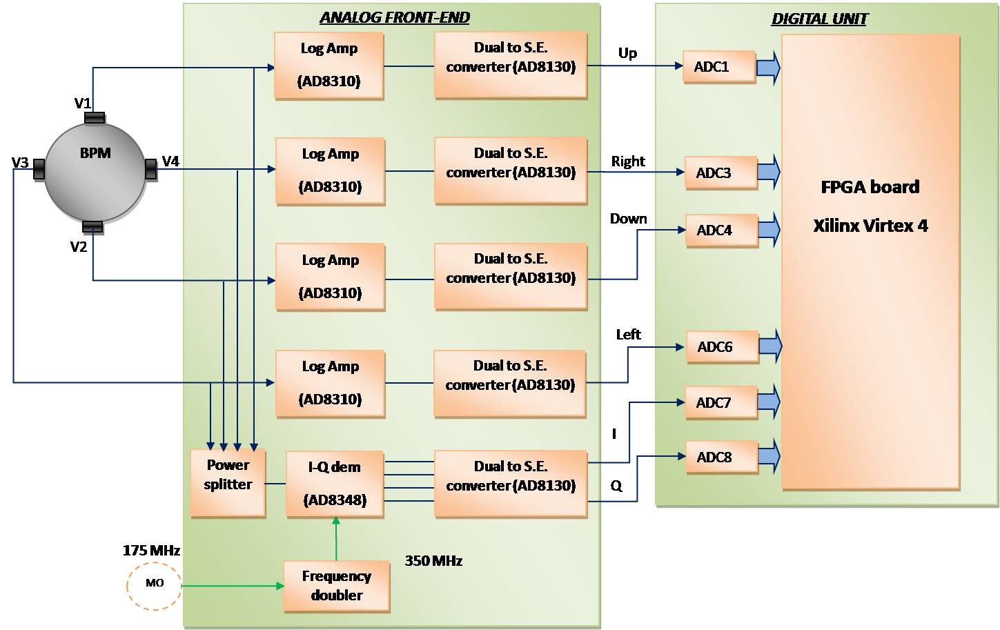 ANALOG FRONT-END
DIGITAL UNIT
Log Amp
(AD8310)
Dual to S.E.
converter (AD8130)
Up
ADC1
V1
BPM
V3
V4
V2
Log Amp
(AD8310)
Dual to S.E.
converter (AD8130)
Right
ADC3
FPGA board
Xilinx Virtex 4
Down
ADC4
Log Amp
(AD8310)
Dual to S.E.
converter (AD8130)
Left
ADC6
Log Amp
(AD8310)
Dual to S.E.
converter (AD8130)
ADC7
I
Power
splitter
I-Q dem
(AD8348)
Dual to S.E.
converter (AD8130)
Q
ADC8
175 MHz
MO
350 MHz
Frequency
doubler